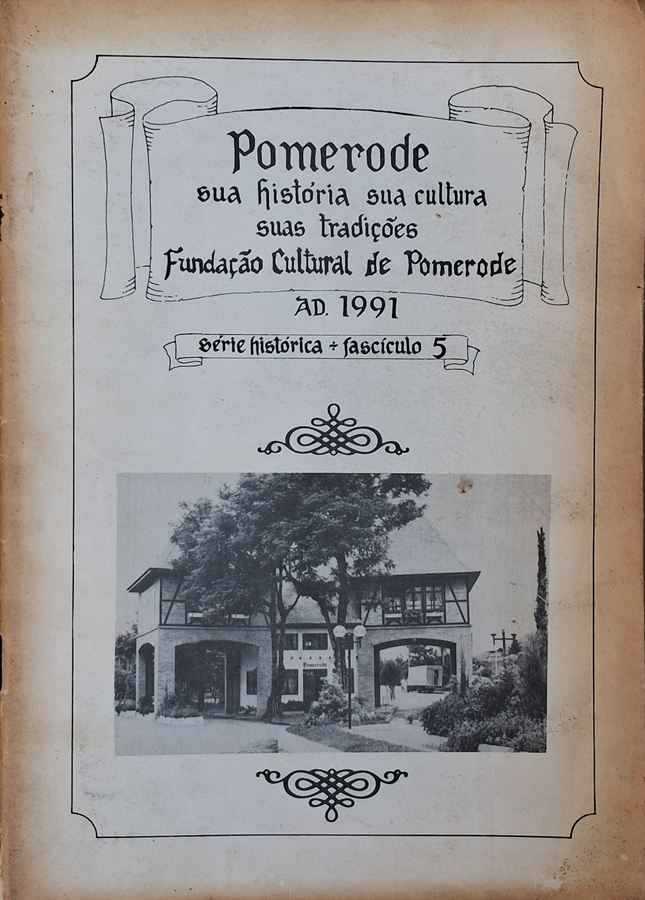 Pomerode
sua história sua cultura
suas tradições
Fundação Cultural de Pomerode
AD. 1991
série histórica ÷ fascículo 5
Pomerode